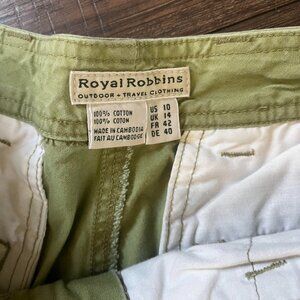 Royal Robbins
OUTDOOR + TRAVEL CLOTHING
100% COTTON
100% COTON
MADE IN CAMBODIA
FAIT AU CAMBODGE
US 10
UK 14
FR 42
DE 40